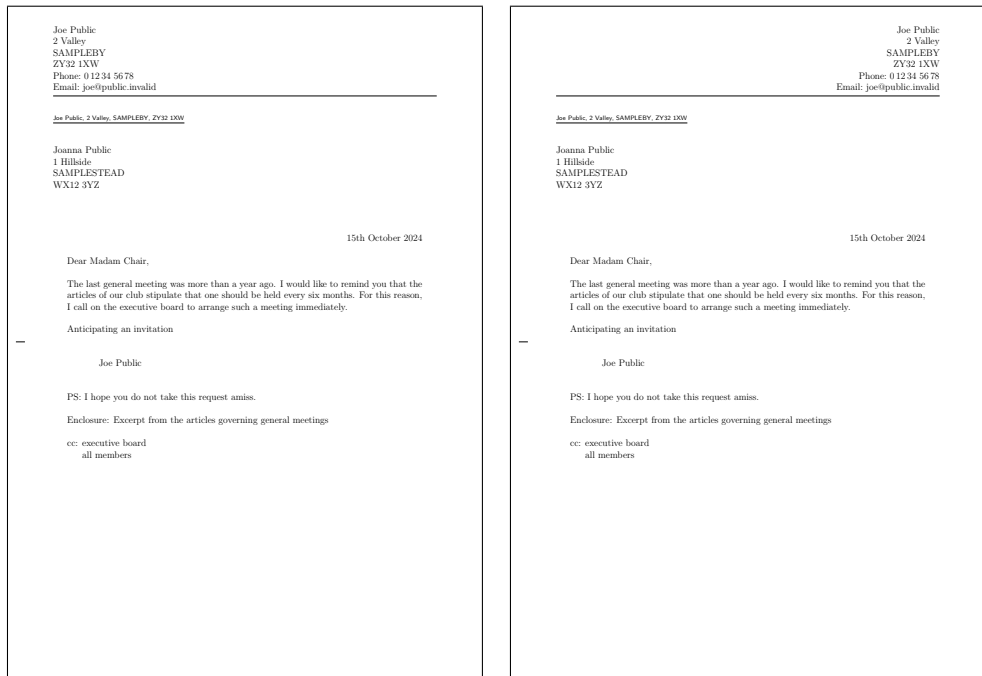 Joe Public
2 Valley
SAMPLEBY
ZY32 1XW
Phone: 0 12 34 56 78
Email: joe@public.invalid
Joe Public, 2 Valley, SAMPLEBY, ZY32 1XW
Joanna Public
1 Hillside
SAMPLESTEAD
WX12 3YZ
15th October 2024
Dear Madam Chair,
The last general meeting was more than a year ago. I would like to remind you that the
articles of our club stipulate that one should be held every six months. For this reason,
I call on the executive board to arrange such a meeting immediately.
Anticipating an invitation
Joe Public
PS: I hope you do not take this request amiss.
Enclosure: Excerpt from the articles governing general meetings
cc: executive board
all members
Joe Public
2 Valley
SAMPLEBY
ZY32 1XW
Phone: 0 12 34 56 78
Email: joe@public.invalid
Joe Public, 2 Valley, SAMPLEBY, ZY32 1XW
Joanna Public
1 Hillside
SAMPLESTEAD
WX12 3YZ
15th October 2024
Dear Madam Chair,
The last general meeting was more than a year ago. I would like to remind you that the
articles of our club stipulate that one should be held every six months. For this reason,
I call on the executive board to arrange such a meeting immediately.
Anticipating an invitation
Joe Public
PS: I hope you do not take this request amiss.
Enclosure: Excerpt from the articles governing general meetings
cc: executive board
all members